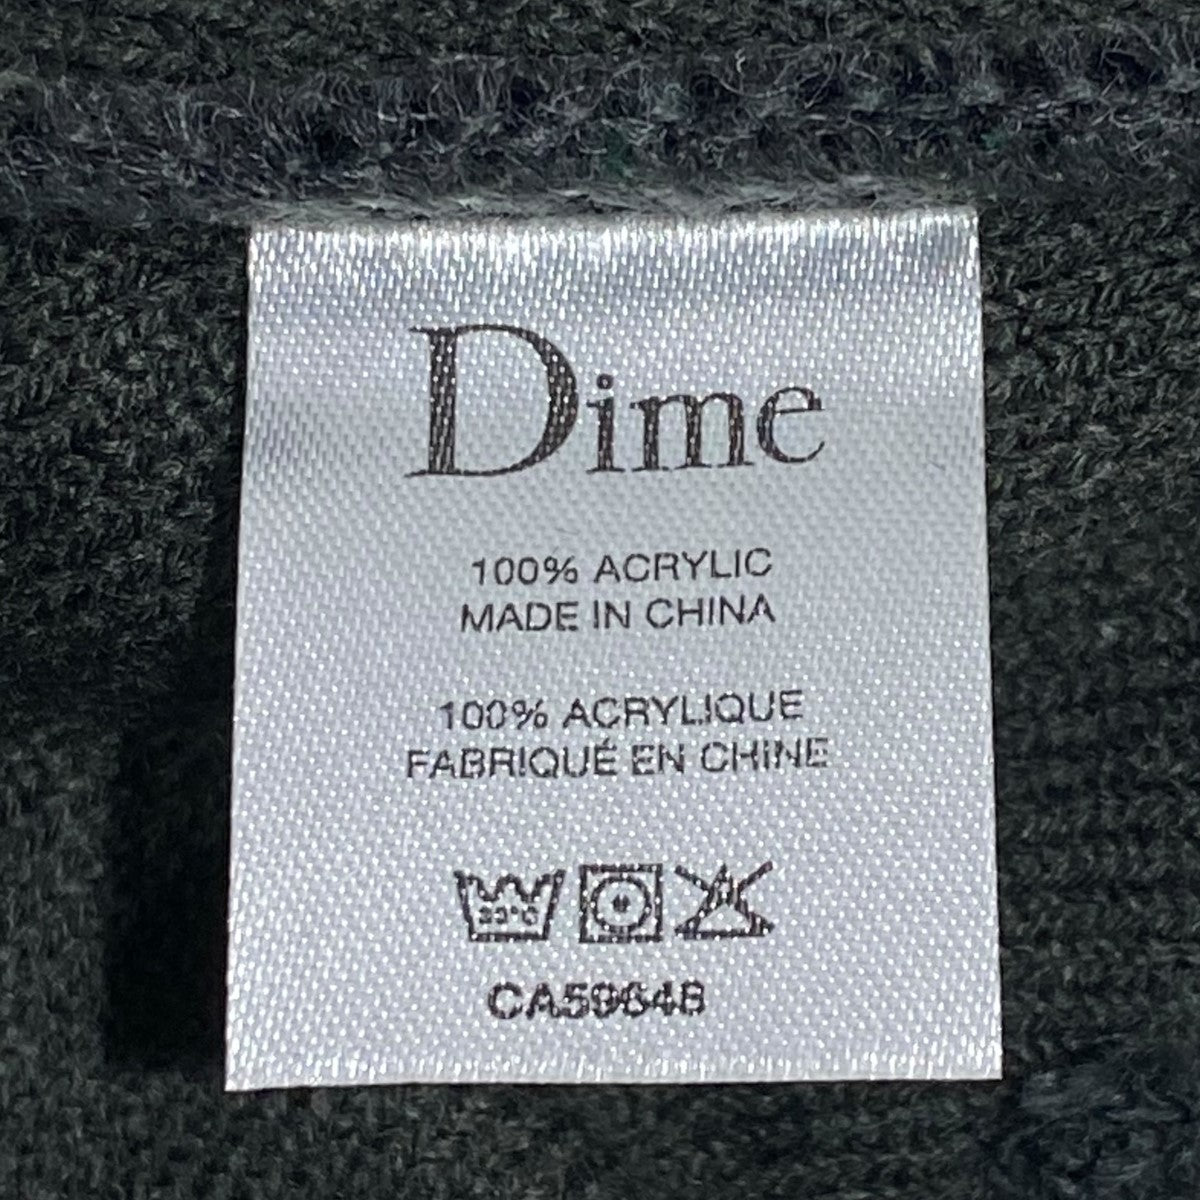 Dime
100% ACRYLIC
MADE IN CHINA
100% ACRYLIQUE
FABRIQUÉ EN CHINE
CA59648